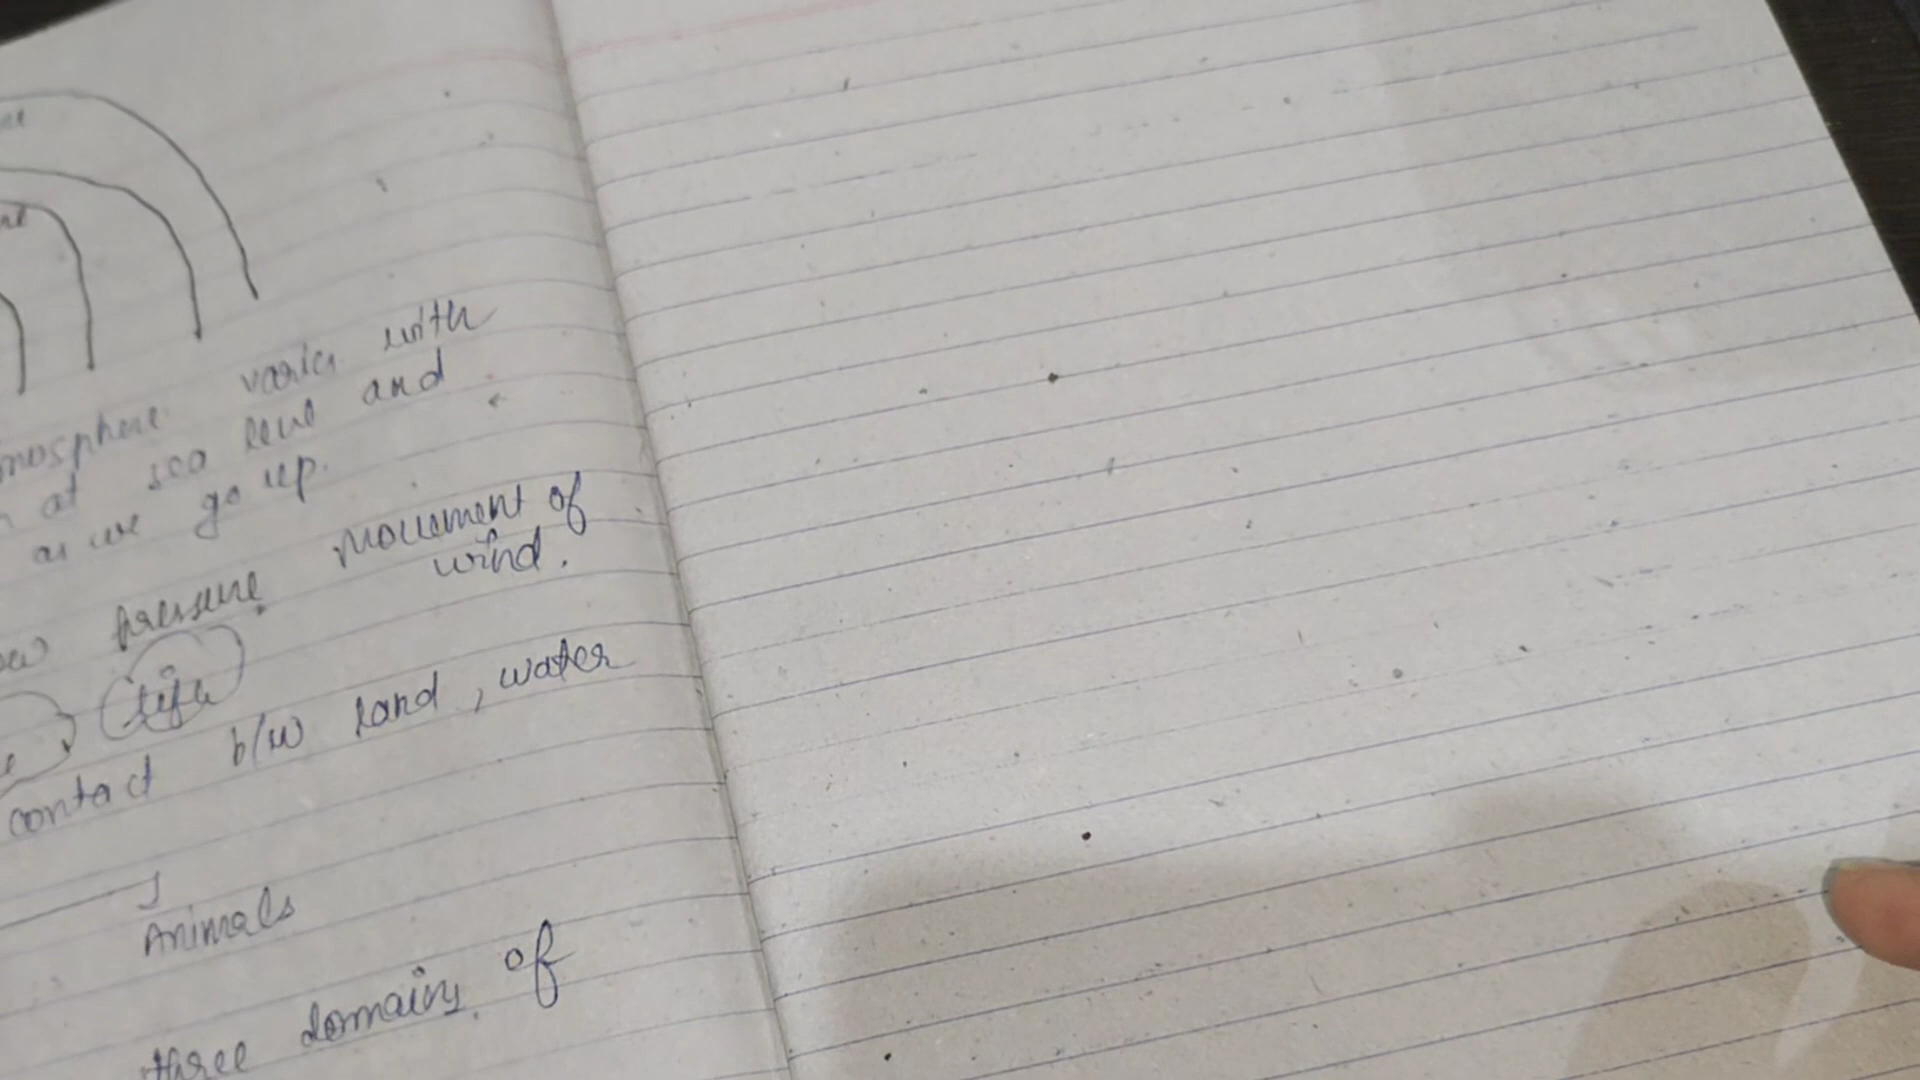 varies with
at sea level and
as we go up.
pressure. movement of
wind.
life
contact b/w land, water
Animals
three domains of